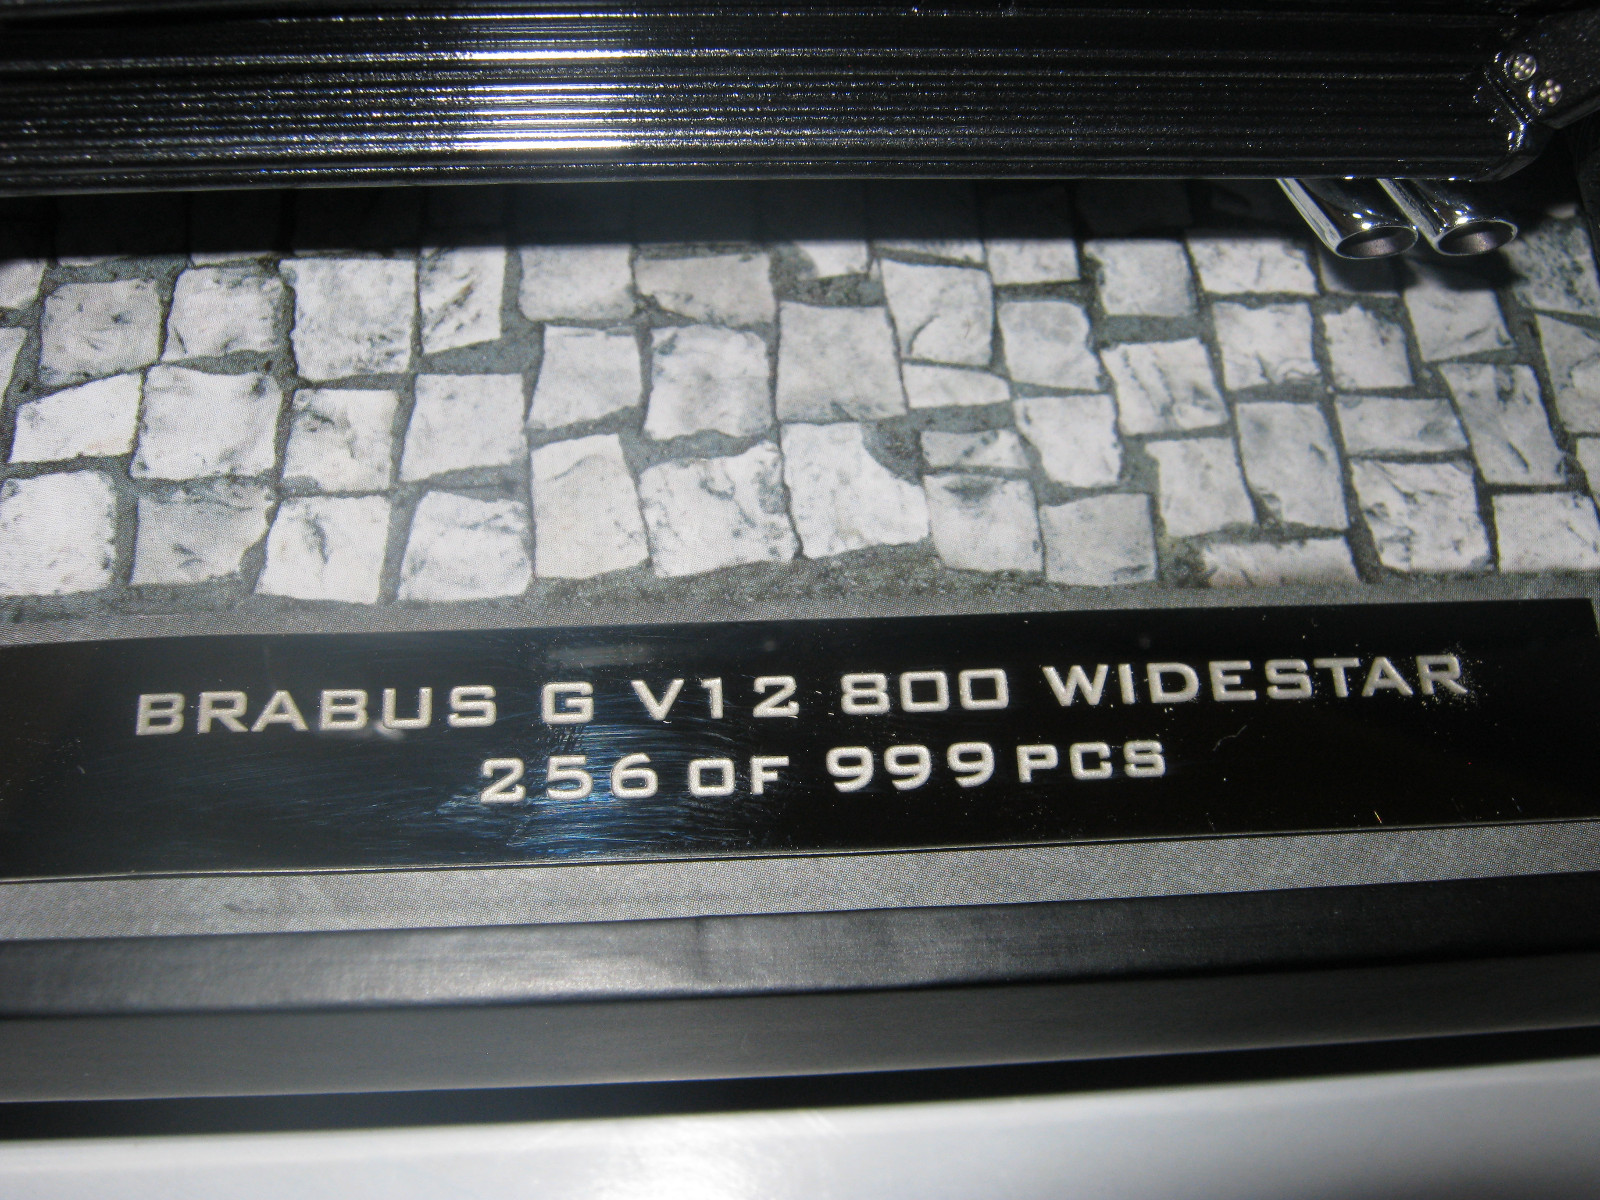 BRABUS G V12 800 WIDESTAR
256 OF 999 PCS